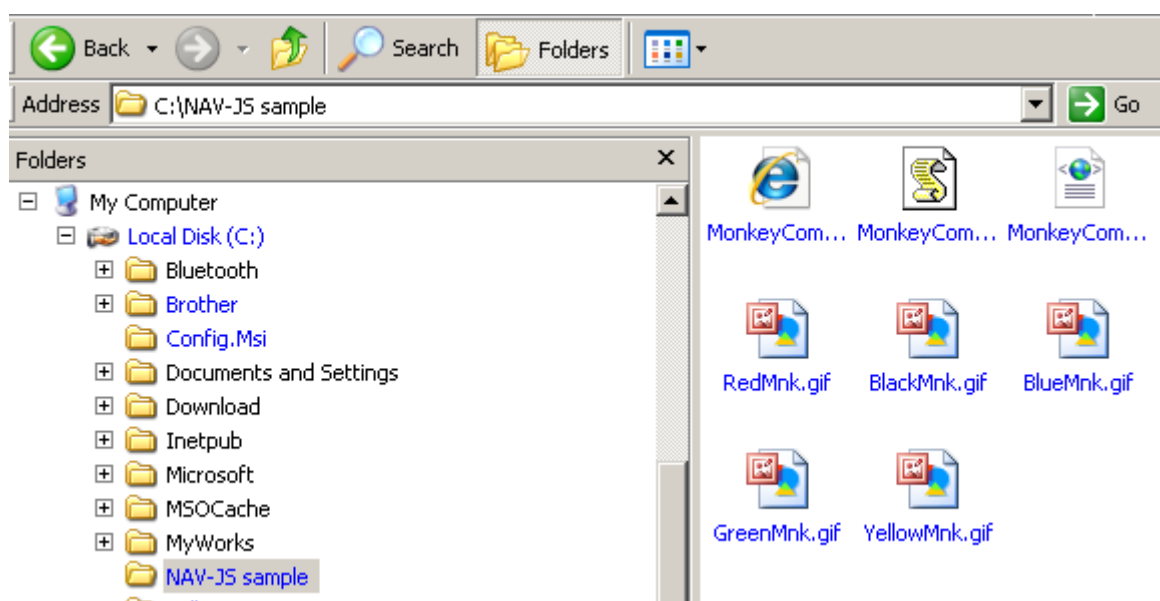 Back Search Folders
Address C:\NAV-JS sample Go
Folders x
My Computer
Local Disk (C:)
Bluetooth
Brother
Config.Msi
Documents and Settings
Download
Inetpub
Microsoft
MSOCache
MyWorks
NAV-JS sample
MonkeyCom... MonkeyCom... MonkeyCom...
RedMnk.gif BlackMnk.gif BlueMnk.gif
GreenMnk.gif YellowMnk.gif